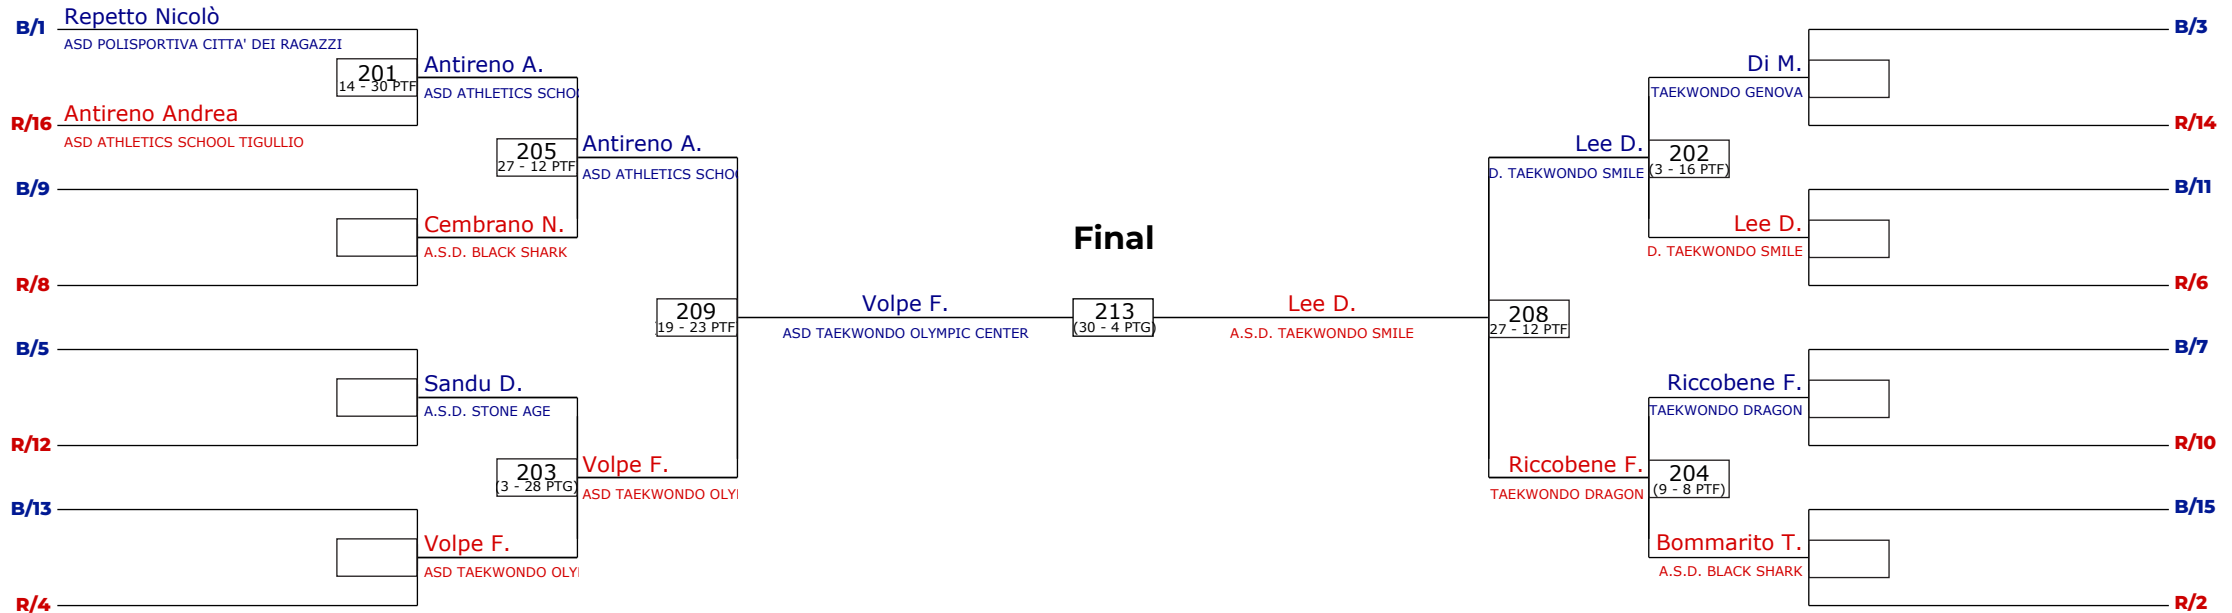 B/1
Repetto Nicolò
ASD POLISPORTIVA CITTA' DEI RAGAZZI
201
14 - 30 PTF
R/16
Antireno Andrea
ASD ATHLETICS SCHOOL TIGULLIO
Antireno A.
ASD ATHLETICS SCHO
B/9
R/8
Cembrano N.
A.S.D. BLACK SHARK
205
27 - 12 PTF
Antireno A.
ASD ATHLETICS SCHO
B/5
R/12
Sandu D.
A.S.D. STONE AGE
203
(3 - 28 PTG)
B/13
R/4
Volpe F.
ASD TAEKWONDO OLY
Volpe F.
ASD TAEKWONDO OLY
209
19 - 23 PTF
Final
Volpe F.
ASD TAEKWONDO OLYMPIC CENTER
213
(30 - 4 PTG)
Lee D.
A.S.D. TAEKWONDO SMILE
208
27 - 12 PTF
Lee D.
D. TAEKWONDO SMILE
202
(3 - 16 PTF)
Di M.
TAEKWONDO GENOVA
B/3
R/14
Lee D.
D. TAEKWONDO SMILE
B/11
R/6
Riccobene F.
TAEKWONDO DRAGON
204
(9 - 8 PTF)
Riccobene F.
TAEKWONDO DRAGON
B/7
R/10
Bommarito T.
A.S.D. BLACK SHARK
B/15
R/2